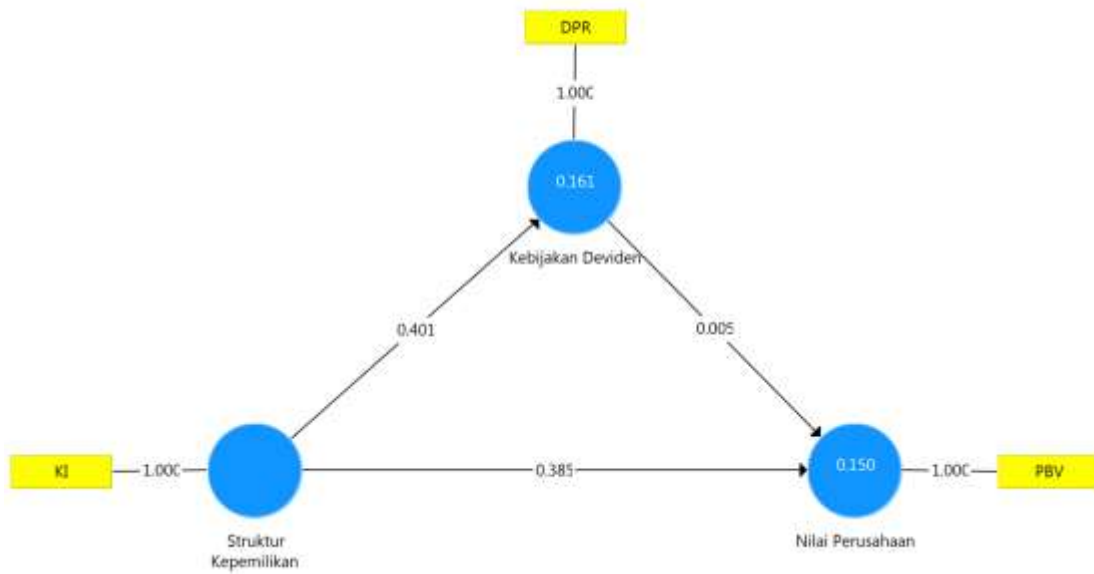 DPR
1.000
0.161
Kebijakan Deviden
0.401
0.005
KI
1.000
0.385
0.150
1.000
PBV
Struktur
Kepemilikan
Nilai Perusahaan